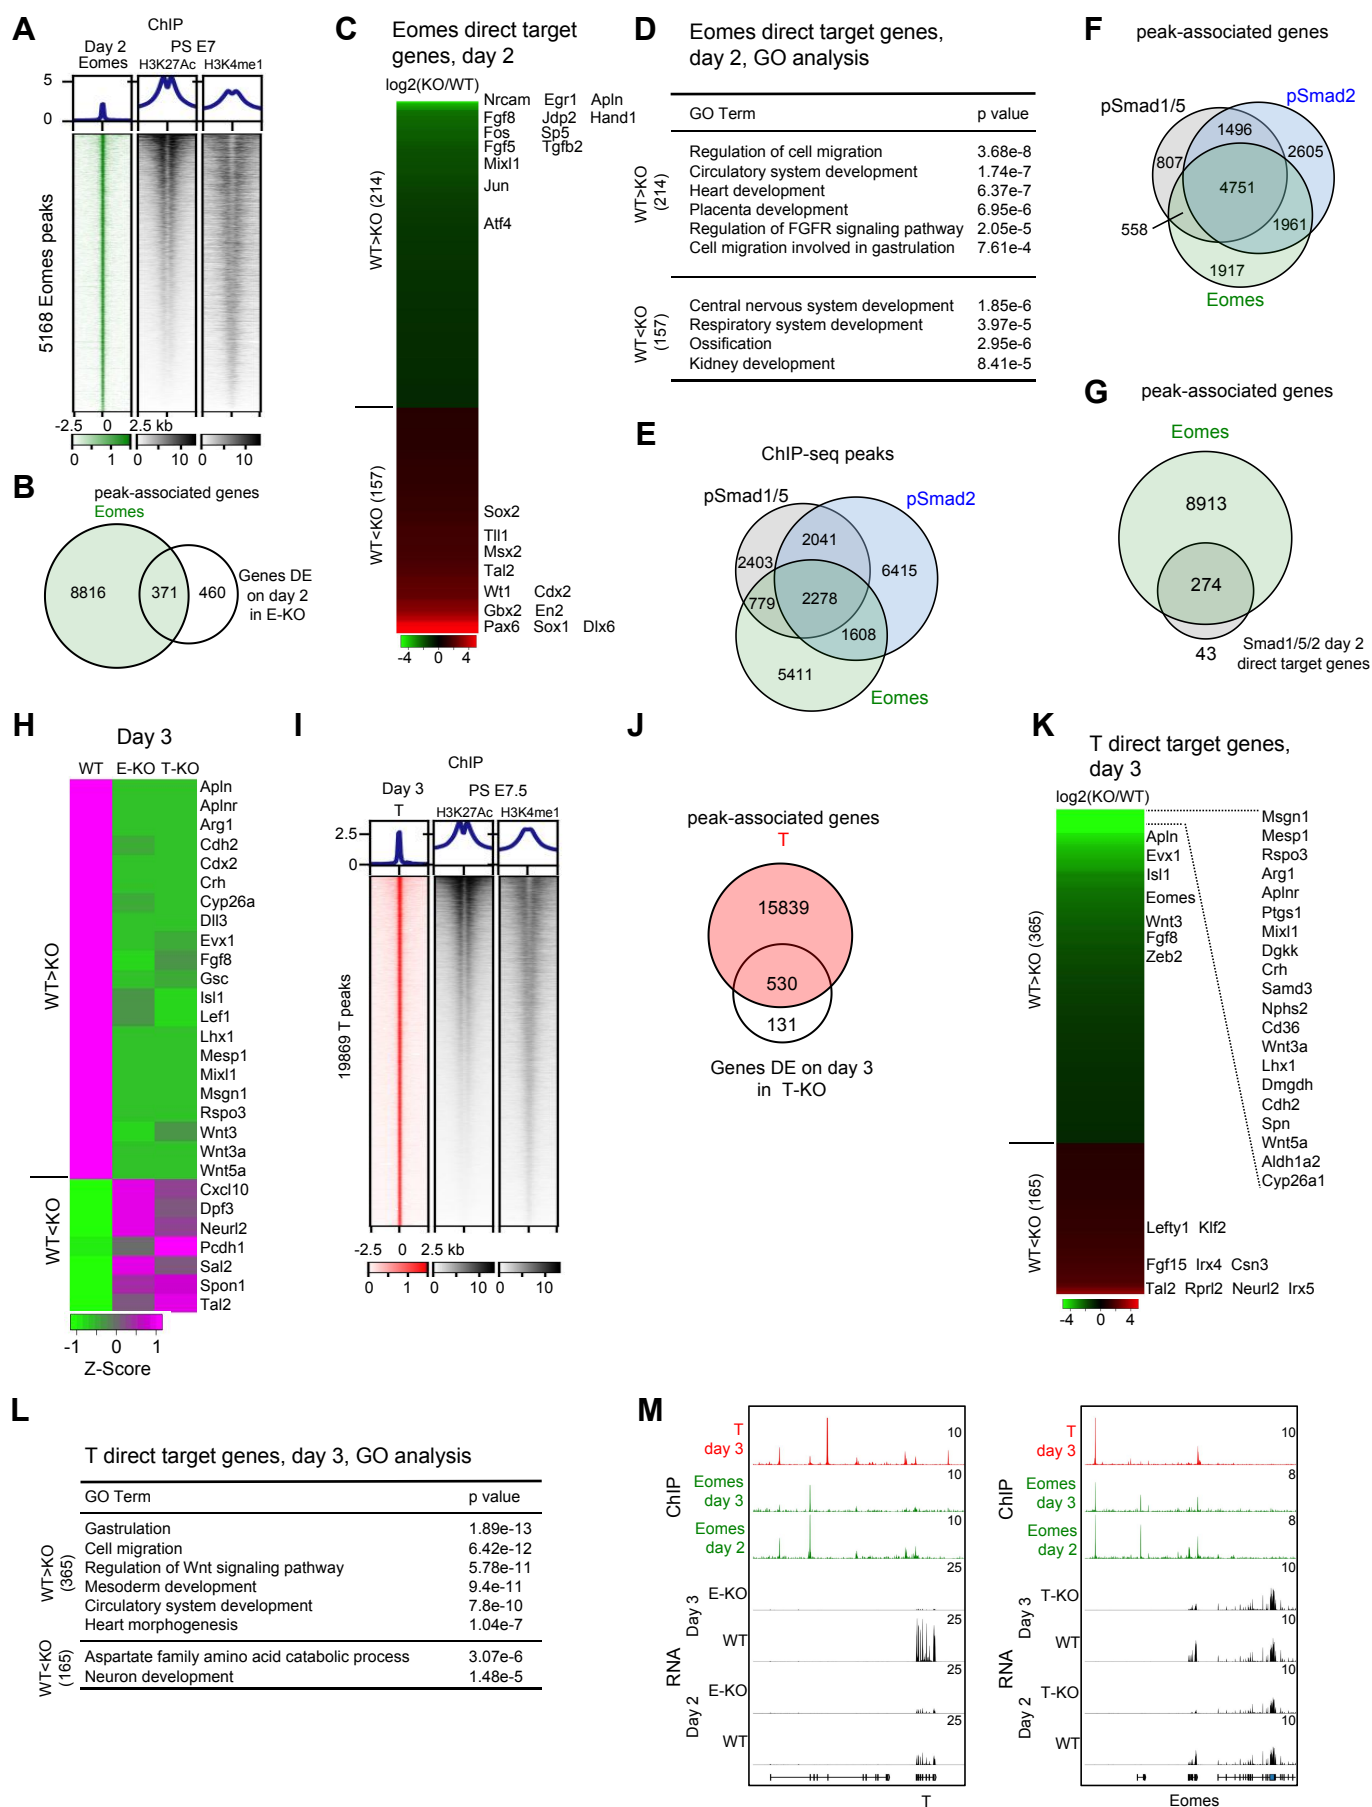 A
ChIP
Day 2
Eomes
PS E7
H3K27Ac H3K4me1
5
0
5168 Eomes peaks
-2.5 0 2.5 kb
0 1 0 10 0 10
B
peak-associated genes
Eomes
8816 371 460
Genes DE
on day 2
in E-KO
C
Eomes direct target
genes, day 2
log2(KO/WT)
WT>KO (214)
WT<KO (157)
Nrcam Egr1 Apln
Fgf8 Jdp2 Hand1
Fos Sp5
Fgf5 Tgfb2
Mixl1
Jun
Atf4
Sox2
Tll1
Msx2
Tal2
Wt1 Cdx2
Gbx2 En2
Pax6 Sox1 Dlx6
-4 0 4
D
Eomes direct target genes,
day 2, GO analysis
GO Term p value
WT>KO
(214)
Regulation of cell migration 3.68e-8
Circulatory system development 1.74e-7
Heart development 6.37e-7
Placenta development 6.95e-6
Regulation of FGFR signaling pathway 2.05e-5
Cell migration involved in gastrulation 7.61e-4
WT<KO
(157)
Central nervous system development 1.85e-6
Respiratory system development 3.97e-5
Ossification 2.95e-6
Kidney development 8.41e-5
E
ChIP-seq peaks
pSmad1/5
pSmad2
2041
2403 6415
2278
779
1608
5411
Eomes
F
peak-associated genes
pSmad2
pSmad1/5
1496
807 2605
4751
558
1961
1917
Eomes
G
peak-associated genes
Eomes
8913
274
43
Smad1/5/2 day 2
direct target genes
H
Day 3
WT E-KO T-KO
WT>KO
WT<KO
Apln
Aplnr
Arg1
Cdh2
Cdx2
Crh
Cyp26a
Dll3
Evx1
Fgf8
Gsc
Isl1
Lef1
Lhx1
Mesp1
Mixl1
Msgn1
Rspo3
Wnt3
Wnt3a
Wnt5a
Cxcl10
Dpf3
Neurl2
Pcdh1
Sal2
Spon1
Tal2
-1 0 1
Z-Score
I
ChIP
Day 3
T
PS E7.5
H3K27Ac H3K4me1
2.5
0
19869 T peaks
-2.5 0 2.5 kb
0 1 0 10 0 10
J
peak-associated genes
T
15839
530
131
Genes DE on day 3
in T-KO
K
T direct target genes,
day 3
log2(KO/WT)
WT>KO (365)
WT<KO (165)
Apln
Evx1
Isl1
Eomes
Wnt3
Fgf8
Zeb2
Lefty1 Klf2
Fgf15 Irx4 Csn3
Tal2 Rprl2 Neurl2 Irx5
-4 0 4
Msgn1
Mesp1
Rspo3
Arg1
Aplnr
Ptgs1
Mixl1
Dgkk
Crh
Samd3
Nphs2
Cd36
Wnt3a
Lhx1
Dmgdh
Cdh2
Spn
Wnt5a
Aldh1a2
Cyp26a1
L
T direct target genes, day 3, GO analysis
GO Term p value
WT>KO
(365)
Gastrulation 1.89e-13
Cell migration 6.42e-12
Regulation of Wnt signaling pathway 5.78e-11
Mesoderm development 9.4e-11
Circulatory system development 7.8e-10
Heart morphogenesis 1.04e-7
WT<KO
(165)
Aspartate family amino acid catabolic process 3.07e-6
Neuron development 1.48e-5
M
ChIP
RNA
Day 3
Day 2
T
day 3
10
Eomes
day 3
10
Eomes
day 2
10
E-KO
25
WT
25
E-KO
25
WT
25
T
ChIP
RNA
Day 3
Day 2
T
day 3
10
Eomes
day 3
8
Eomes
day 2
8
T-KO
10
WT
10
T-KO
10
WT
10
Eomes